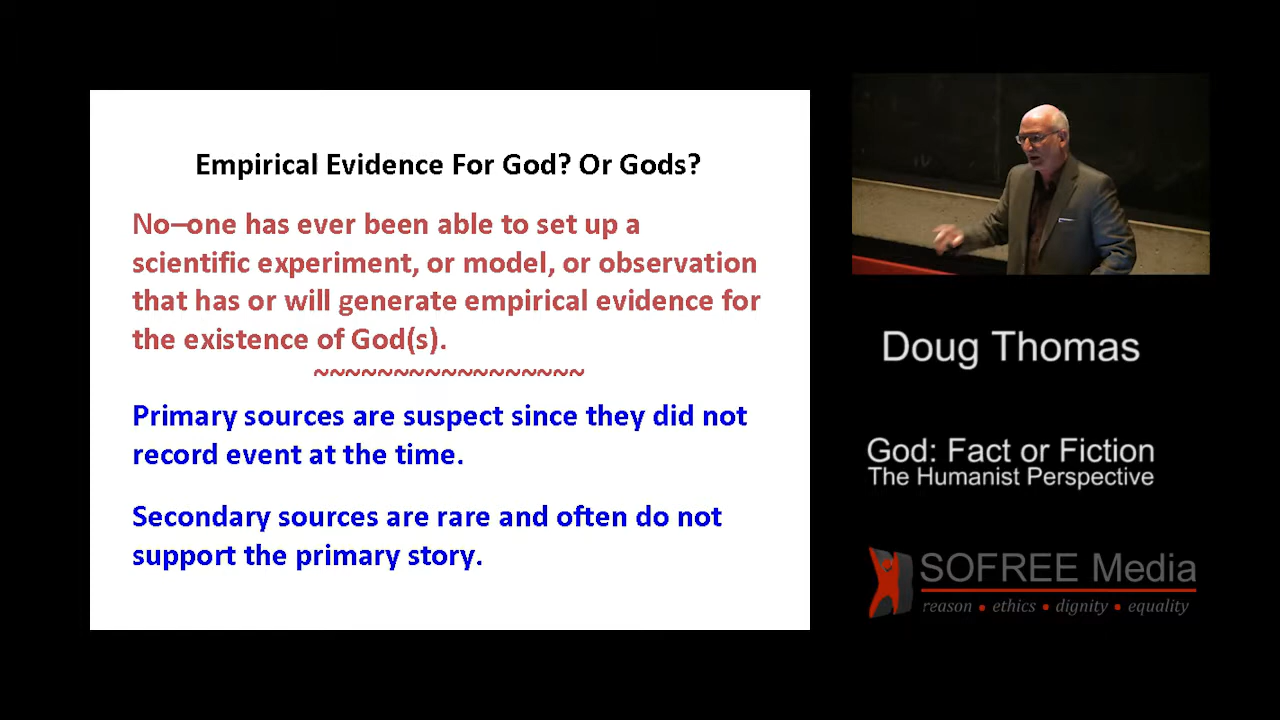 Empirical Evidence For God? Or Gods?
No–one has ever been able to set up a
scientific experiment, or model, or observation
that has or will generate empirical evidence for
the existence of God(s).
~~~~~~~~~~~~~~~~~
Primary sources are suspect since they did not
record event at the time.
Secondary sources are rare and often do not
support the primary story.
Doug Thomas
God: Fact or Fiction
The Humanist Perspective
SOFREE Media
reason • ethics • dignity • equality